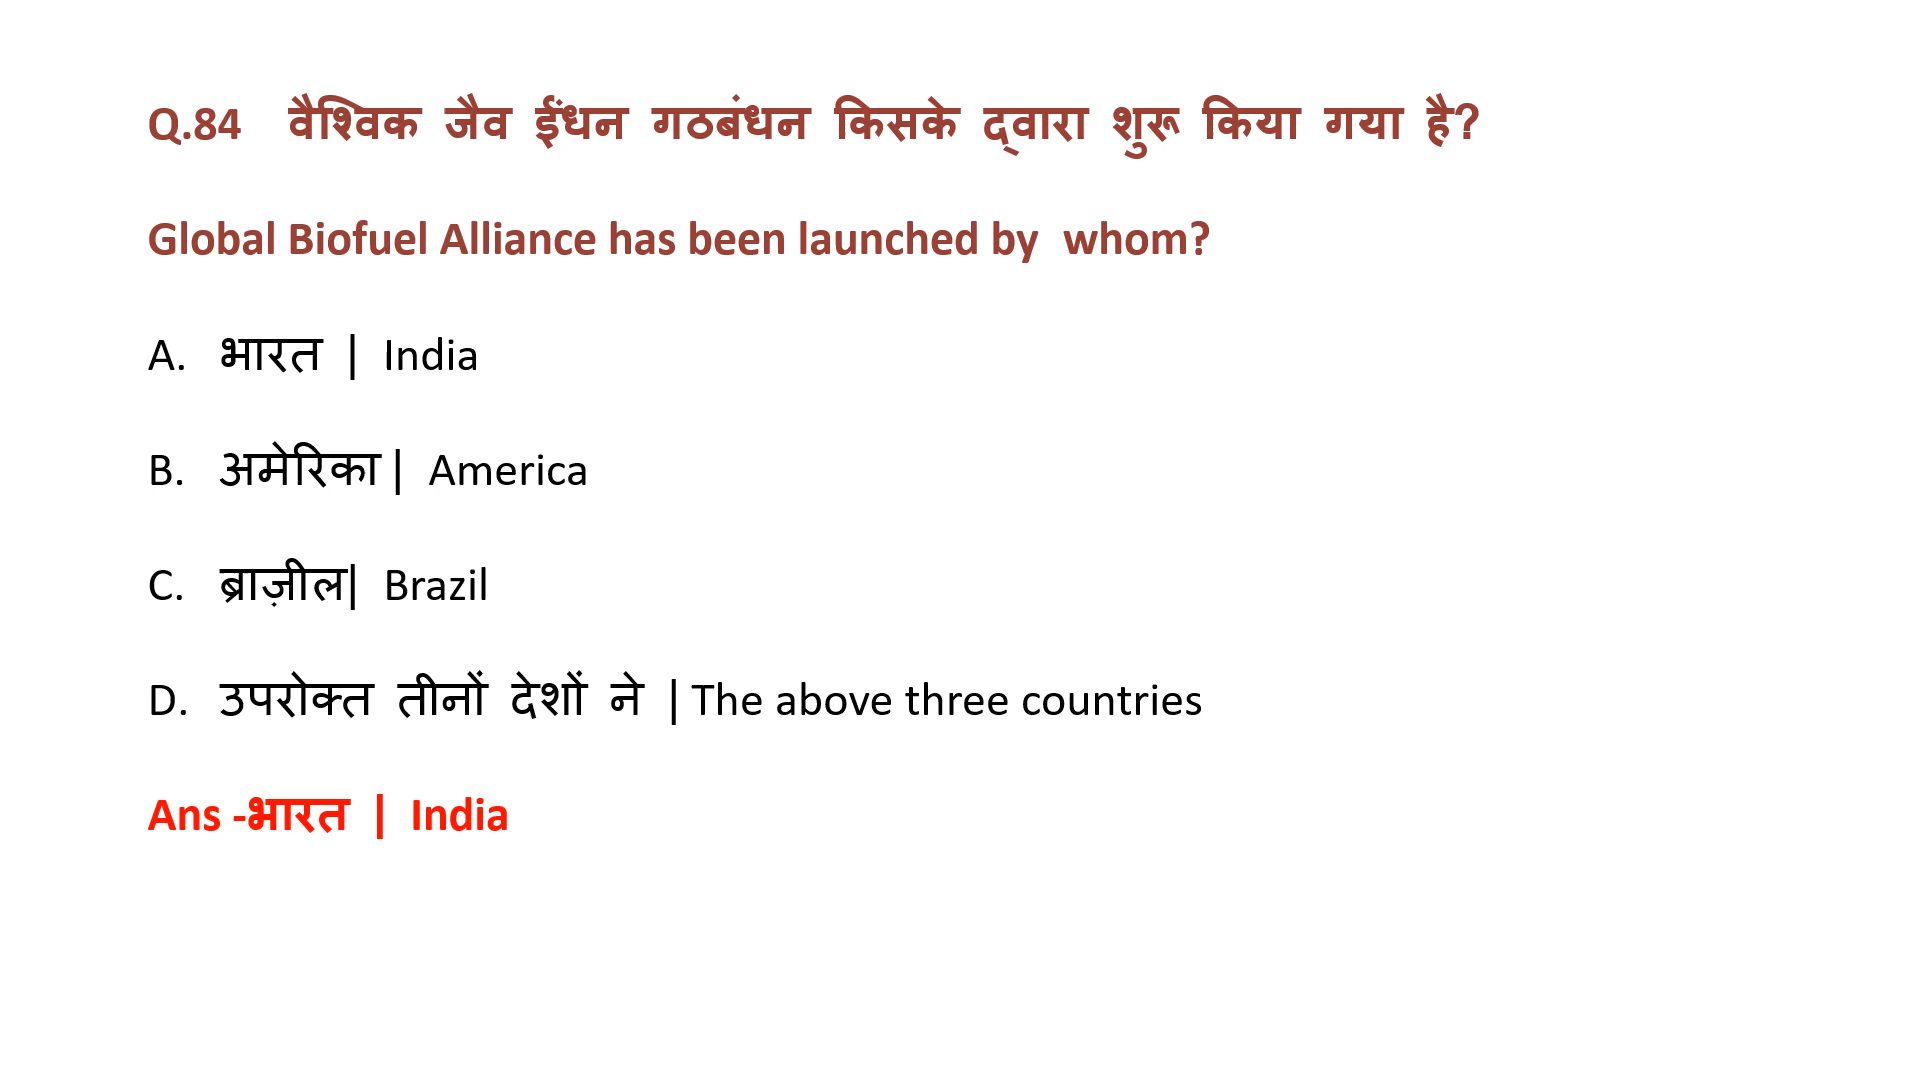 Q.84 वैश्विक जैव ईंधन गठबंधन किसके द्वारा शुरू किया गया है?
Global Biofuel Alliance has been launched by whom?
A. भारत | India
B. अमेरिका | America
C. ब्राज़ील| Brazil
D. उपरोक्त तीनों देशों ने | The above three countries
Ans -भारत | India